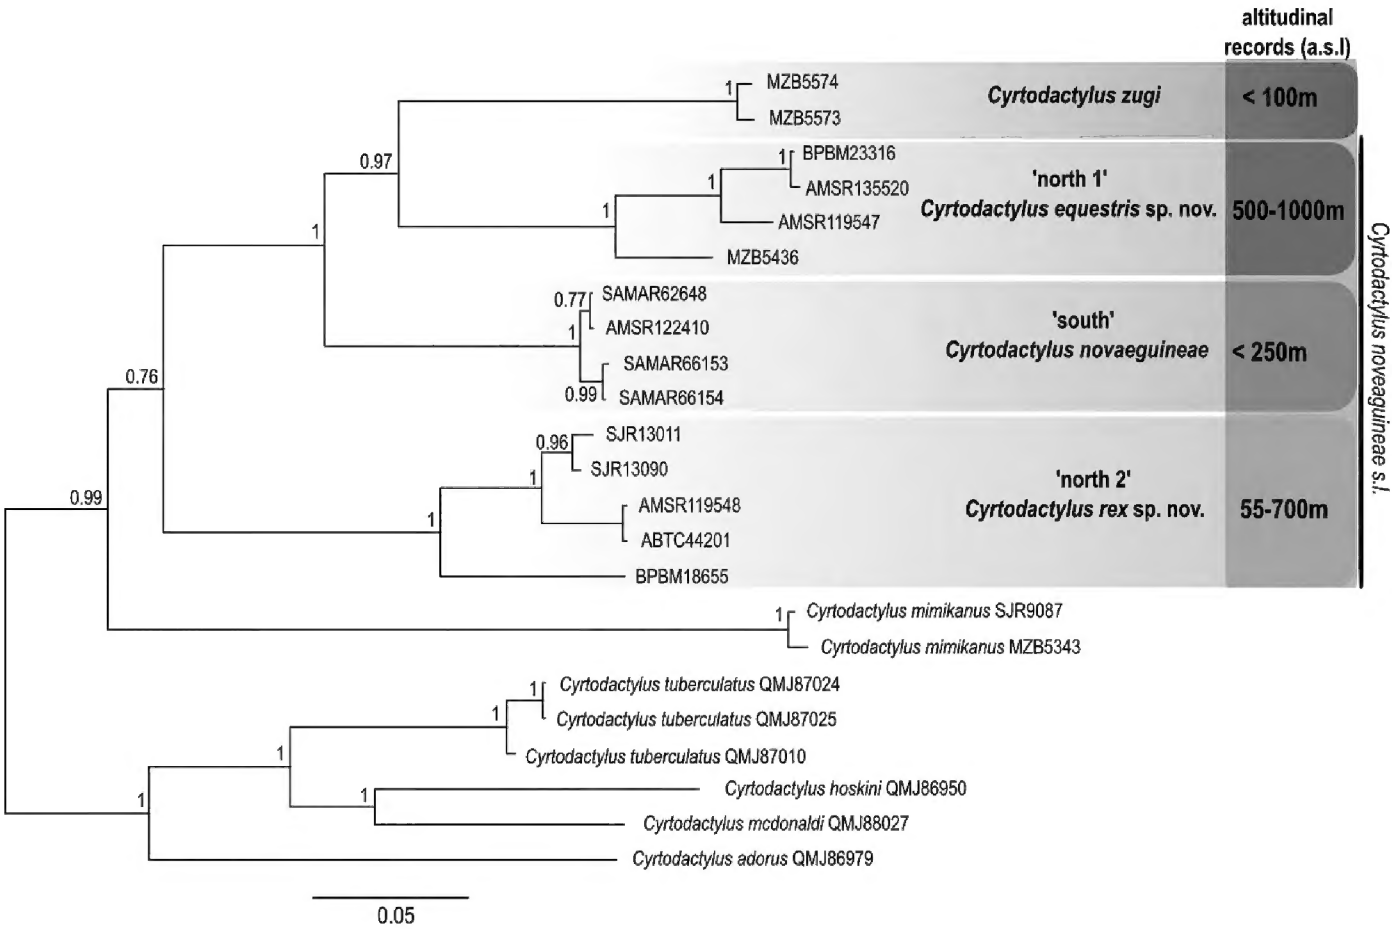 altitudinal
records (a.s.l)
1
MZB5574
MZB5573
Cyrtodactylus zugi
< 100m
0.97
1
BPBM23316
1
AMSR135520
1
AMSR119547
MZB5436
'north 1'
Cyrtodactylus equestris sp. nov.
500-1000m
1
0.77
SAMAR62648
AMSR122410
1
SAMAR66153
0.99
SAMAR66154
'south'
Cyrtodactylus novaeguineae
< 250m
0.76
0.96
SJR13011
SJR13090
1
AMSR119548
ABTC44201
1
BPBM18655
'north 2'
Cyrtodactylus rex sp. nov.
55-700m
Cyrtodactylus noveaguineae s.l.
0.99
1
Cyrtodactylus mimikanus SJR9087
Cyrtodactylus mimikanus MZB5343
1
Cyrtodactylus tuberculatus QMJ87024
Cyrtodactylus tuberculatus QMJ87025
1
Cyrtodactylus tuberculatus QMJ87010
1
Cyrtodactylus hoskini QMJ86950
1
Cyrtodactylus mcdonaldi QMJ88027
1
Cyrtodactylus adorus QMJ86979
0.05